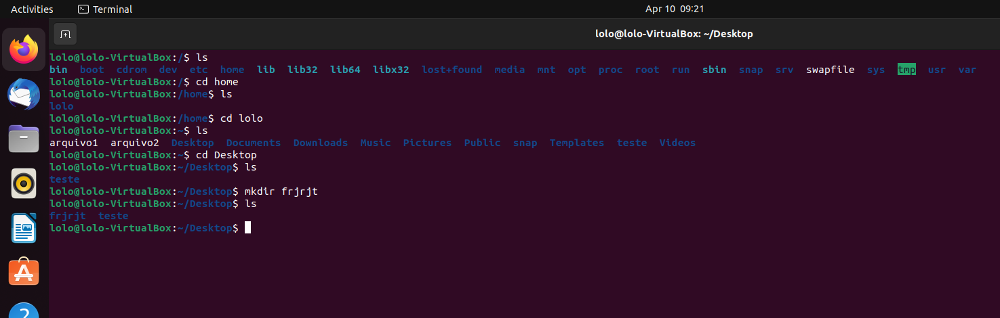 Activities Terminal Apr 10 09:21
lolo@lolo-VirtualBox: ~/Desktop
lolo@lolo-VirtualBox:/$ ls
bin boot cdrom dev etc home lib lib32 lib64 libx32 lost+found media mnt opt proc root run sbin snap srv swapfile sys tmp usr var
lolo@lolo-VirtualBox:/$ cd home
lolo@lolo-VirtualBox:/home$ ls
lolo
lolo@lolo-VirtualBox:/home$ cd lolo
lolo@lolo-VirtualBox:~$ ls
arquivo1 arquivo2 Desktop Documents Downloads Music Pictures Public snap Templates teste Videos
lolo@lolo-VirtualBox:~$ cd Desktop
lolo@lolo-VirtualBox:~/Desktop$ ls
teste
lolo@lolo-VirtualBox:~/Desktop$ mkdir frjrjt
lolo@lolo-VirtualBox:~/Desktop$ ls
frjrjt teste
lolo@lolo-VirtualBox:~/Desktop$